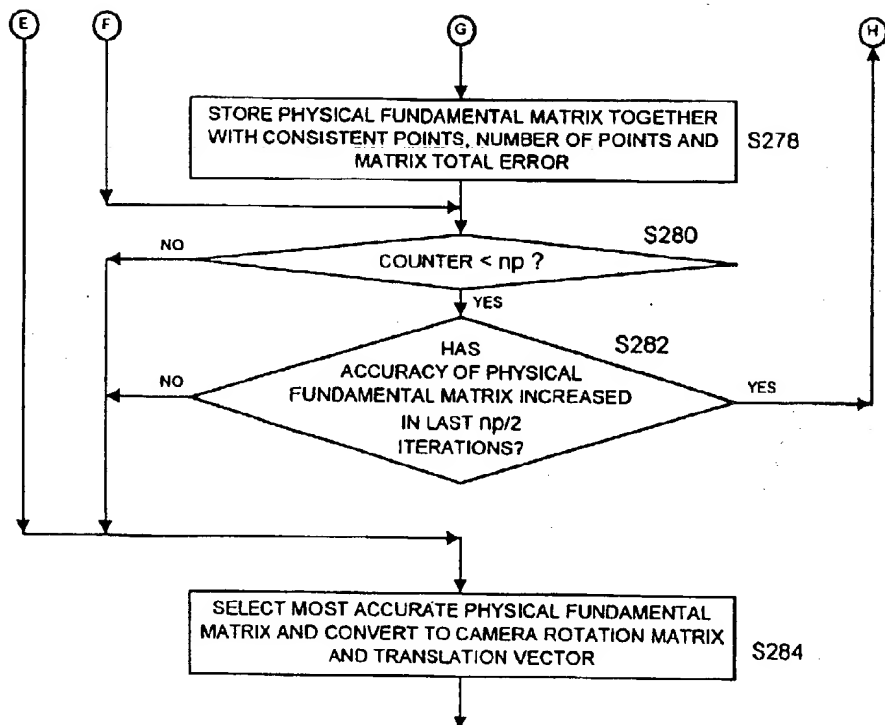 E F G H
STORE PHYSICAL FUNDAMENTAL MATRIX TOGETHER
WITH CONSISTENT POINTS, NUMBER OF POINTS AND
MATRIX TOTAL ERROR
S278
S280
NO
COUNTER < np ?
YES
S282
HAS
ACCURACY OF PHYSICAL
FUNDAMENTAL MATRIX INCREASED
IN LAST np/2
ITERATIONS?
NO
YES
SELECT MOST ACCURATE PHYSICAL FUNDAMENTAL
MATRIX AND CONVERT TO CAMERA ROTATION MATRIX
AND TRANSLATION VECTOR
S284